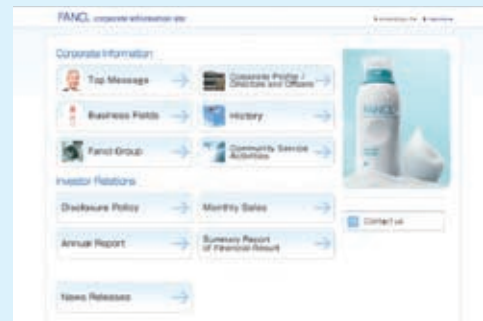 FANCL corporate information site
Corporate Information
Top Message
Corporate Profile /
Directors and Officers
Business Fields
History
Fancl Group
Community Service
Activities
Investor Relations
Disclosure Policy
Monthly Sales
Contact us
Annual Report
Summary Report
of Financial Result
News Releases
FANCL